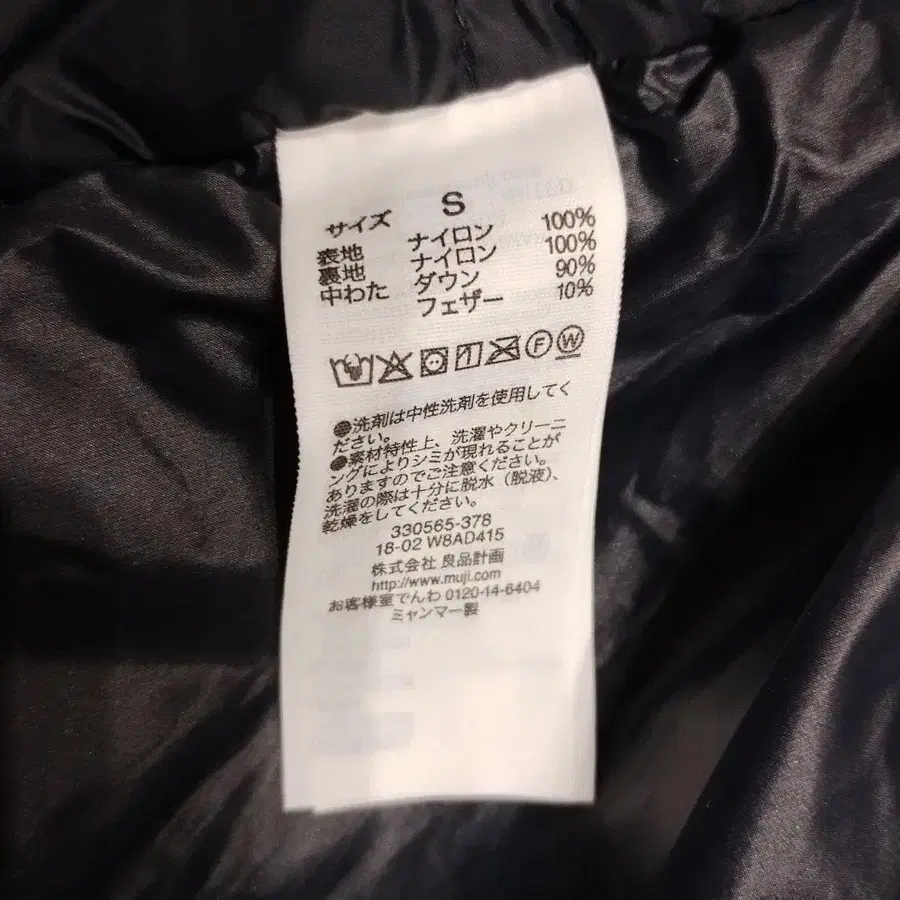 サイズ S
表地 ナイロン 100%
裏地 ナイロン 100%
中わた ダウン 90%
フェザー 10%
F W
●洗剤は中性洗剤を使用してく
ださい。
●素材特性上、洗濯やクリーニ
ングによりシミが現れることが
ありますのでご注意ください。
洗濯の際は十分に脱水（脱液）、
乾燥をしてください。
330565-378
18-02 W8AD415
株式会社 良品計画
http://www.muji.com
お客様室でんわ 0120-14-6404
ミャンマー製